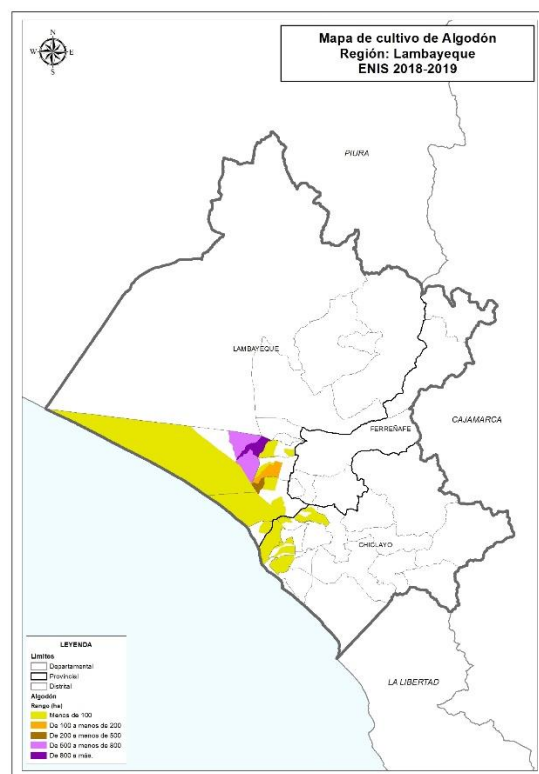 Mapa de cultivo de Algodón
Región: Lambayeque
ENIS 2018-2019
N
W
E
S
PIURA
LAMBAYEQUE
CAJAMARCA
FERREÑAFE
CHICLAYO
LA LIBERTAD
LEYENDA
Límites
Departamental
Provincial
Distrital
Algodón
Rango (ha)
Menos de 100
De 100 a menos de 200
De 200 a menos de 500
De 500 a menos de 800
De 800 a más.